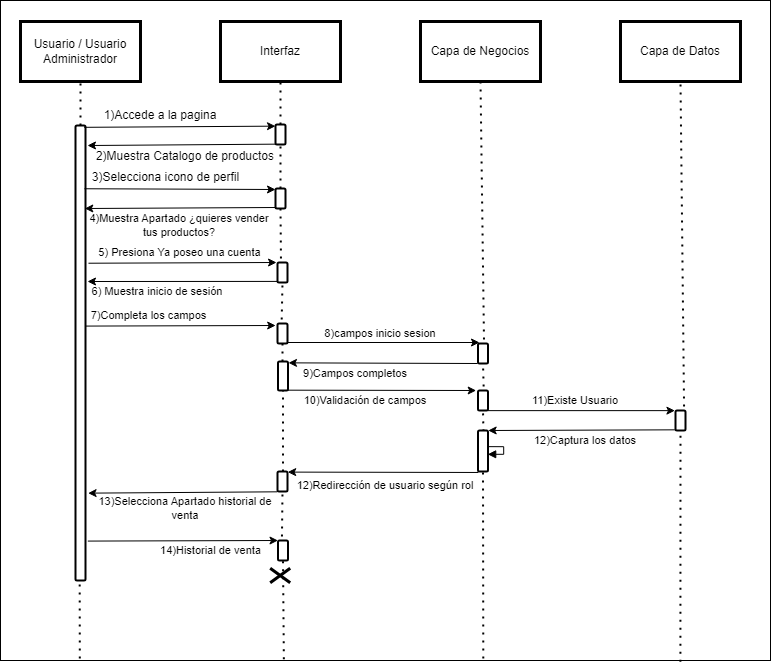 Usuario / Usuario
Administrador
Interfaz
Capa de Negocios
Capa de Datos
1)Accede a la pagina
2)Muestra Catalogo de productos
3)Selecciona icono de perfil
4)Muestra Apartado ¿quieres vender
tus productos?
5) Presiona Ya poseo una cuenta
6) Muestra inicio de sesión
7)Completa los campos
8)campos inicio sesion
9)Campos completos
10)Validación de campos
11)Existe Usuario
12)Captura los datos
12)Redirección de usuario según rol
13)Selecciona Apartado historial de
venta
14)Historial de venta